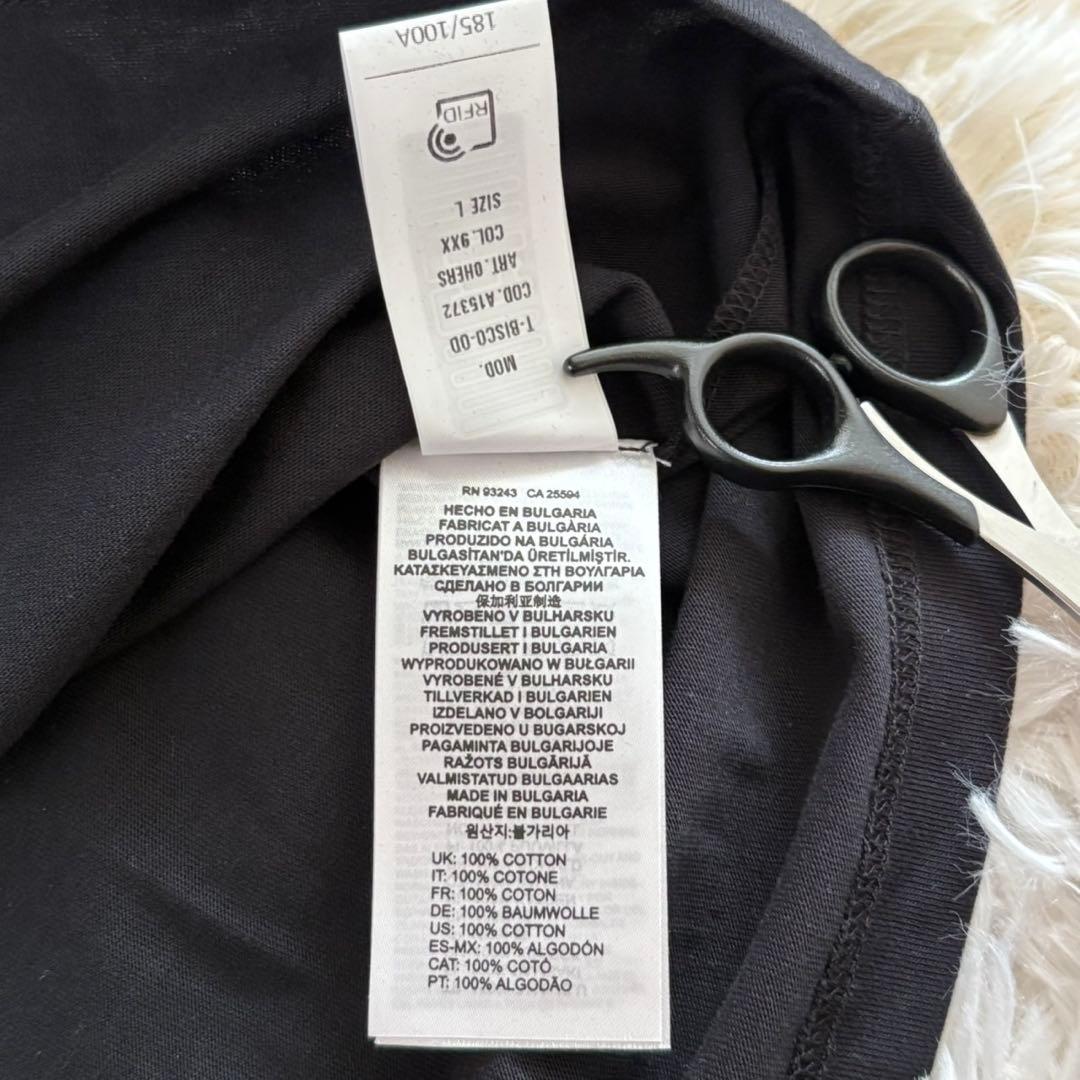 185/100A
RFID
SIZE L
COL. 9XX
ART. 0HERS
COD. A15372
T-BISCO-OD
MOD.
RN 93243 CA 25594
HECHO EN BULGARIA
FABRICAT A BULGÀRIA
PRODUZIDO NA BULGÁRIA
BULGASİTAN'DA ÜRETİLMİŞTİR.
ΚΑΤΑΣΚΕΥΑΣΜΕΝΟ ΣΤΗ ΒΟΥΛΓΑΡΙΑ
СДЕЛАНО В БОЛГАРИИ
保加利亚制造
VYROBENO V BULHARSKU
FREMSTILLET I BULGARIEN
PRODUSERT I BULGARIA
WYPRODUKOWANO W BUŁGARII
VYROBENÉ V BULHARSKU
TILLVERKAD I BULGARIEN
IZDELANO V BOLGARIJI
PROIZVEDENO U BUGARSKOJ
PAGAMINTA BULGARIJOJE
RAŽOTS BULGĀRIJĀ
VALMISTATUD BULGAARIAS
MADE IN BULGARIA
FABRIQUÉ EN BULGARIE
원산지:불가리아
UK: 100% COTTON
IT: 100% COTONE
FR: 100% COTON
DE: 100% BAUMWOLLE
US: 100% COTTON
ES-MX: 100% ALGODÓN
CAT: 100% COTÓ
PT: 100% ALGODÃO